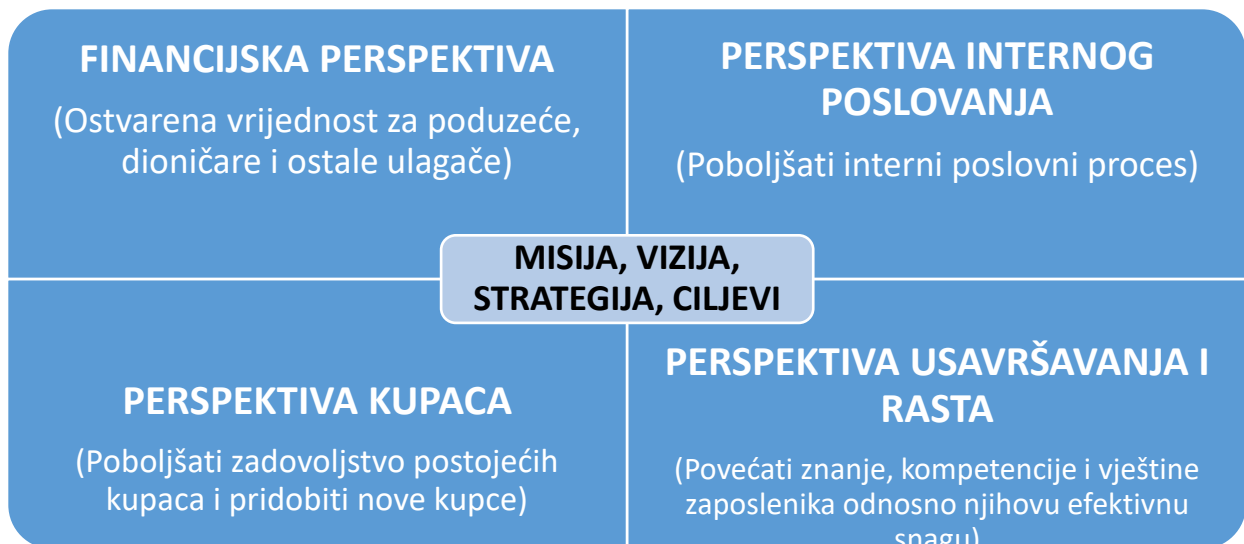 FINANCIJSKA PERSPEKTIVA
(Ostvarena vrijednost za poduzeće,
dioničare i ostale ulagače)
PERSPEKTIVA INTERNOG
POSLOVANJA
(Poboljšati interni poslovni proces)
MISIJA, VIZIJA,
STRATEGIJA, CILJEVI
PERSPEKTIVA KUPACA
(Poboljšati zadovoljstvo postojećih
kupaca i pridobiti nove kupce)
PERSPEKTIVA USAVRŠAVANJA I
RASTA
(Povećati znanje, kompetencije i vještine
zaposlenika odnosno njihovu efektivnu
snagu)